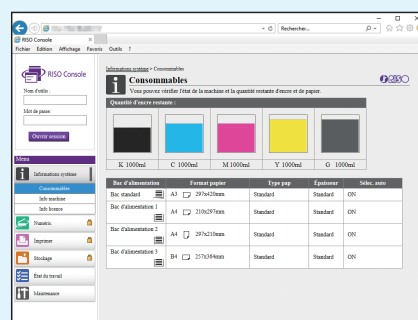 Rechercher...
RISO Console
Fichier Edition Affichage Favoris Outils ?
RISO Console
Nom d'utilis :
Mot de passe:
Ouvrir session
Menu
Informations système
Consommables
Info machine
Info licence
Numéris.
Imprimer
Stockage
État du travail
Maintenance
Informations système > Consommables
Consommables
Vous pouvez vérifier l'état de la machine et la quantité restante d'encre et de papier.
RISO
Quantité d'encre restante :
K 1000ml C 1000ml M 1000ml Y 1000ml G 1000ml
Bac d'alimentation Format papier Type pap Épaisseur Sélec. auto
Bac standard A3 297x420mm Standard Standard ON
Bac d'alimentation 1 A4 210x297mm Standard Standard ON
Bac d'alimentation 2 A4 297x210mm Standard Standard ON
Bac d'alimentation 3 B4 257x364mm Standard Standard ON